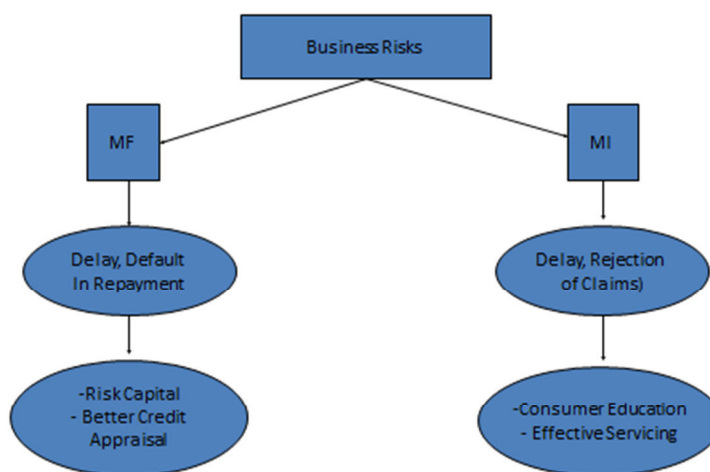 Business Risks
MF
MI
Delay, Default
In Repayment
Delay, Rejection
of Claims)
-Risk Capital
- Better Credit
Appraisal
-Consumer Education
- Effective Servicing